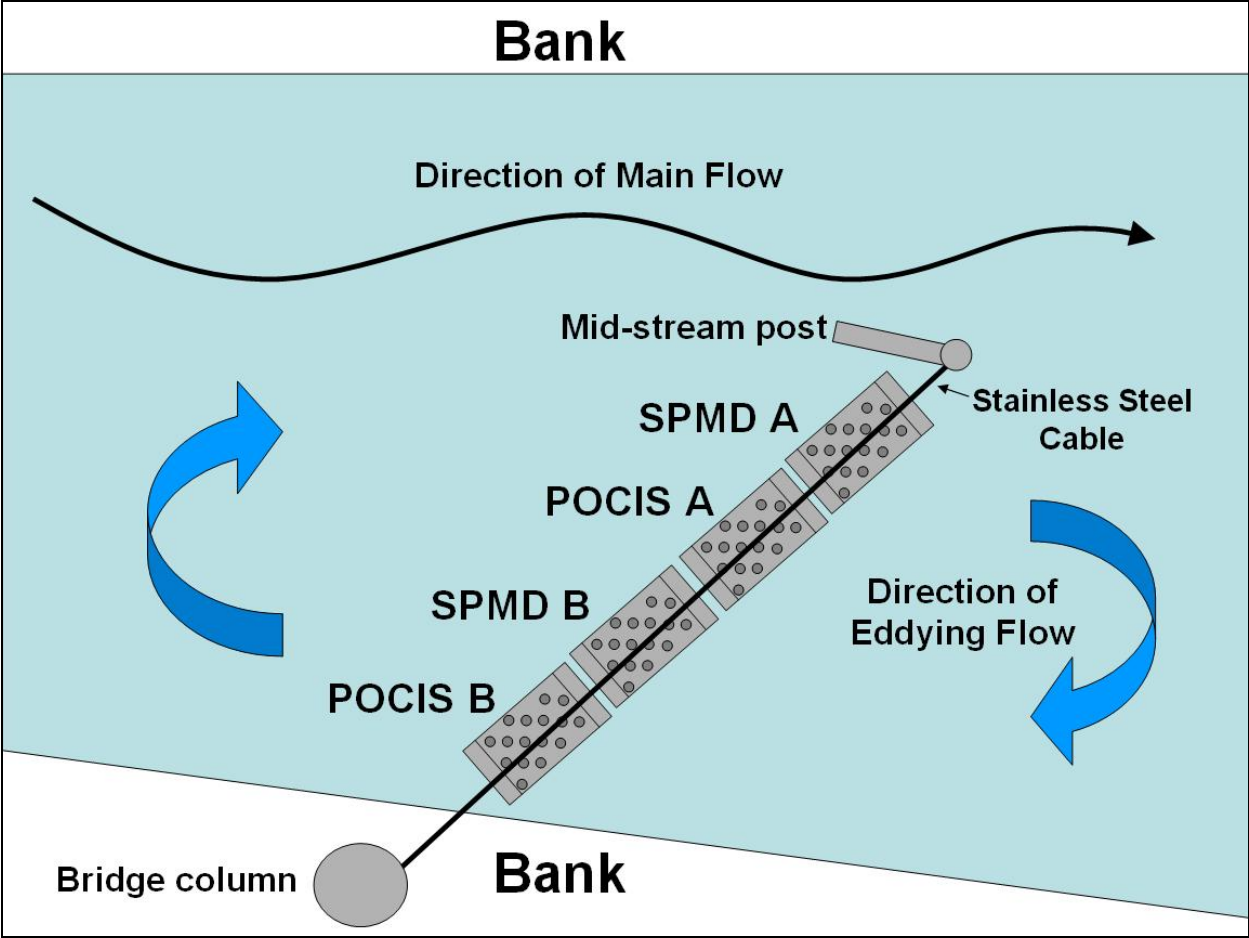 Bank
Direction of Main Flow
Mid-stream post
Stainless Steel
Cable
SPMD A
POCIS A
SPMD B
Direction of
Eddying Flow
POCIS B
Bridge column
Bank